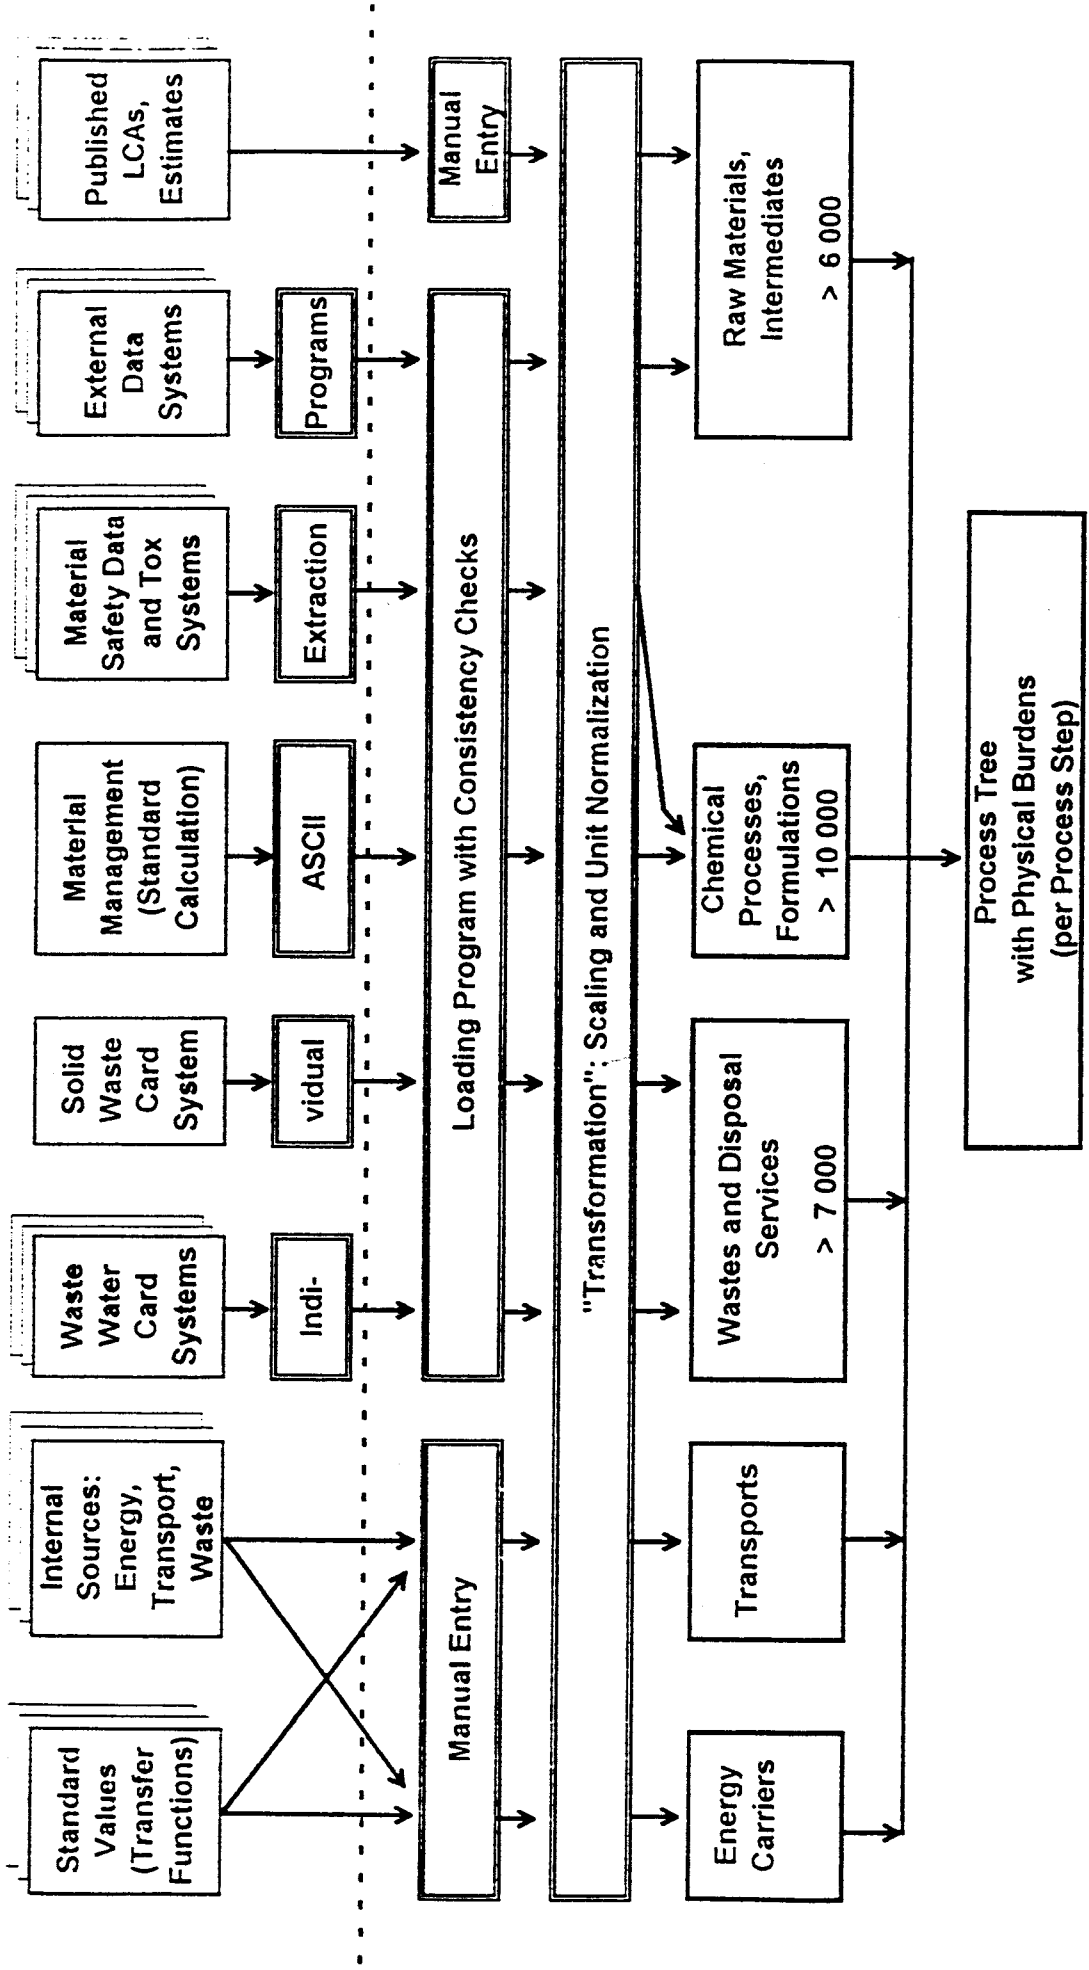 Standard
Values
(Transfer
Functions)
Internal
Sources:
Energy,
Transport,
Waste
Waste
Water
Card
Systems
Solid
Waste
Card
System
Material
Management
(Standard
Calculation)
Material
Safety Data
and Tox
Systems
External
Data
Systems
Published
LCAs,
Estimates
Indi-
vidual
ASCII
Extraction
Programs
Manual Entry
Loading Program with Consistency Checks
Manual
Entry
"Transformation": Scaling and Unit Normalization
Energy
Carriers
Transports
Wastes and Disposal
Services
> 7 000
Chemical
Processes,
Formulations
> 10 000
Raw Materials,
Intermediates
> 6 000
Process Tree
with Physical Burdens
(per Process Step)